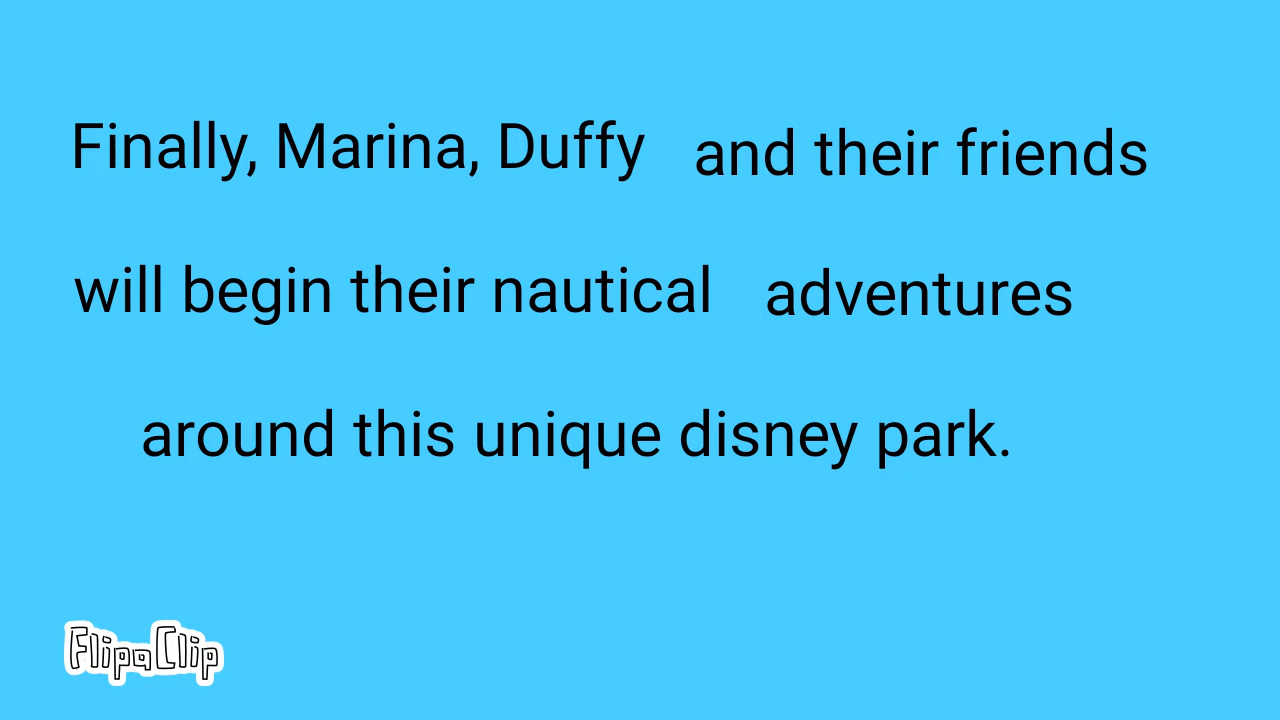 Finally, Marina, Duffy and their friends
will begin their nautical adventures
around this unique disney park.
FlipaClip